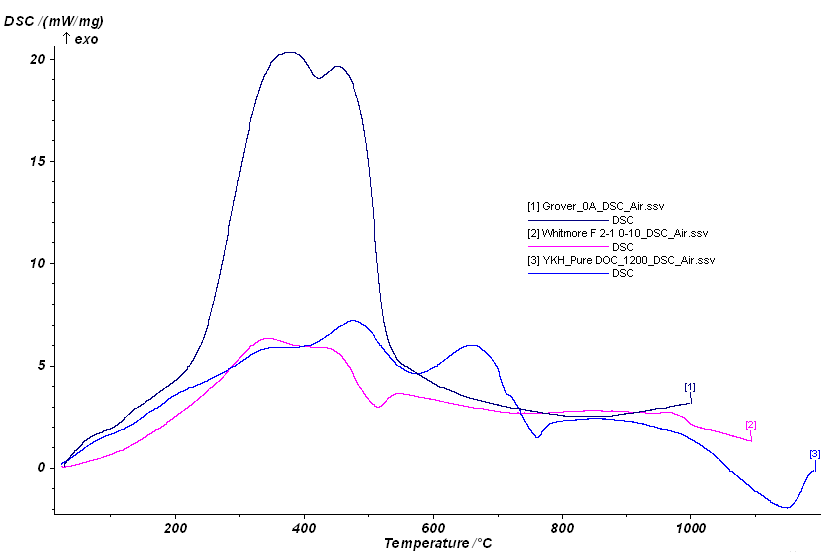 DSC /(mW/mg)
↑ exo
20
15
10
5
0
[1] Grover_0A_DSC_Air.ssv
DSC
[2] Whitmore F 2-1 0-10_DSC_Air.ssv
DSC
[3] YKH_Pure DOC_1200_DSC_Air.ssv
DSC
[1]
[2]
[3]
200 400 600 800 1000
Temperature /°C